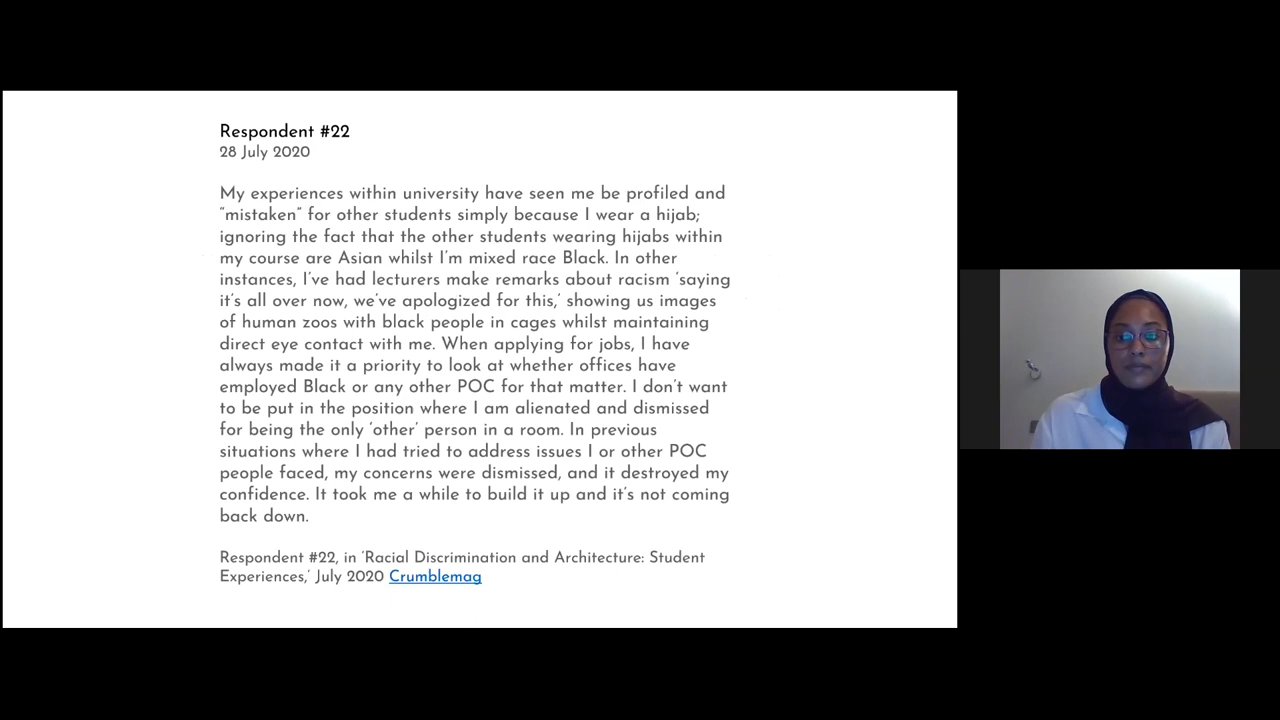 Respondent #22
28 July 2020
My experiences within university have seen me be profiled and
“mistaken” for other students simply because I wear a hijab;
ignoring the fact that the other students wearing hijabs within
my course are Asian whilst I’m mixed race Black. In other
instances, I’ve had lecturers make remarks about racism ‘saying
it’s all over now, we’ve apologized for this,’ showing us images
of human zoos with black people in cages whilst maintaining
direct eye contact with me. When applying for jobs, I have
always made it a priority to look at whether offices have
employed Black or any other POC for that matter. I don’t want
to be put in the position where I am alienated and dismissed
for being the only ‘other’ person in a room. In previous
situations where I had tried to address issues I or other POC
people faced, my concerns were dismissed, and it destroyed my
confidence. It took me a while to build it up and it’s not coming
back down.
Respondent #22, in ‘Racial Discrimination and Architecture: Student
Experiences,’ July 2020 Crumblemag